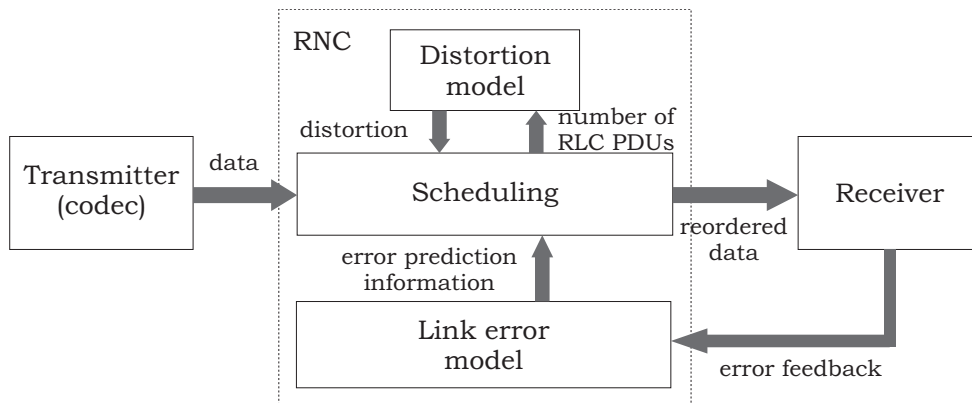 RNC
Distortion
model
distortion
number of
RLC PDUs
Transmitter
(codec)
data
Scheduling
Receiver
reordered
data
error prediction
information
Link error
model
error feedback